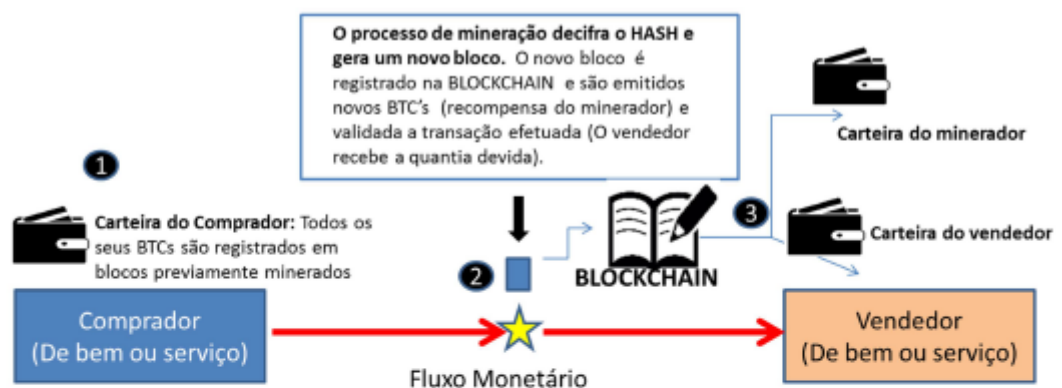 O processo de mineração decifra o HASH e
gera um novo bloco. O novo bloco é
registrado na BLOCKCHAIN e são emitidos
novos BTC's (recompensa do minerador) e
validada a transação efetuada (O vendedor
recebe a quantia devida).
Carteira do minerador
1
Carteira do Comprador: Todos os
seus BTCs são registrados em
blocos previamente minerados
2
BLOCKCHAIN
3
Carteira do vendedor
Comprador
(De bem ou serviço)
Fluxo Monetário
Vendedor
(De bem ou serviço)